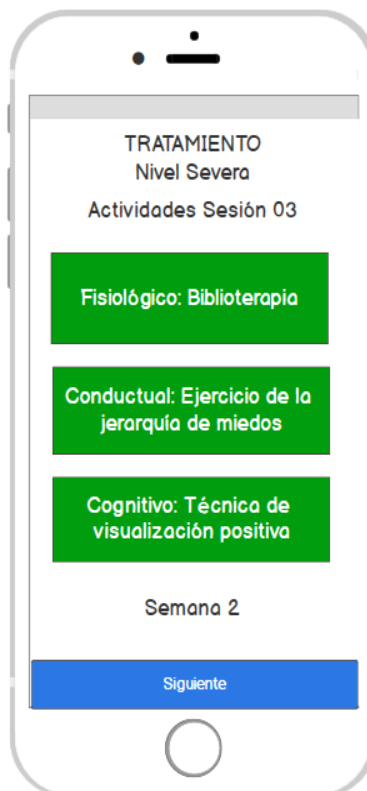 TRATAMIENTO
Nivel Severa
Actividades Sesión 03
Fisiológico: Biblioterapia
Conductual: Ejercicio de la
jerarquía de miedos
Cognitivo: Técnica de
visualización positiva
Semana 2
Siguiente